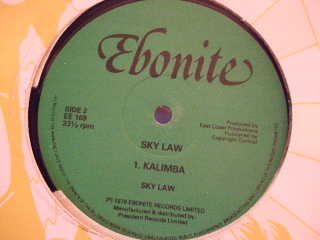 Ebonite
SIDE 2
EE 169
33⅓ rpm
Produced by
East Coast Productions
Published by
Copyright Control
SKY LAW
1. KALIMBA
SKY LAW
(P) 1978 EBONITE RECORDS LIMITED
Manufactured & distributed by
President Records Limited